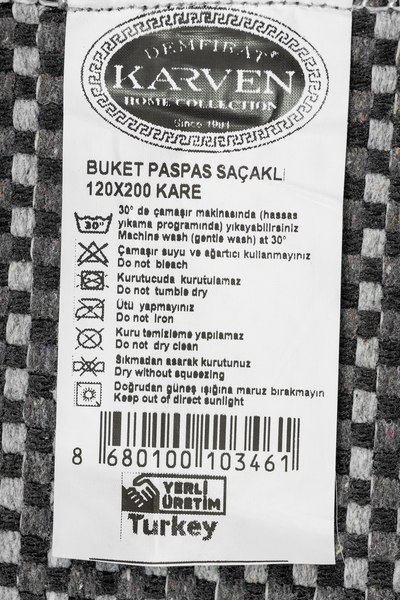 DEMFIRAT
KARVEN
HOME COLLECTION
Since 1981
BUKET PASPAS SAÇAKLI
120X200 KARE
30°
30° de çamaşır makinasında (hassas
yıkama programında) yıkayabilirsiniz
Machine wash (gentle wash) at 30°
Çamaşır suyu ve ağartıcı kullanmayınız
Do not bleach
Kurutucuda kurutulamaz
Do not tumble dry
Ütü yapmayınız
Do not iron
Kuru temizleme yapılamaz
Do not dry clean
Sıkmadan asarak kurutunuz
Dry without squeezing
Doğrudan güneş ışığına maruz bırakmayın
Keep out of direct sunlight
8 680100 103461
YERLİ
ÜRETİM
Turkey